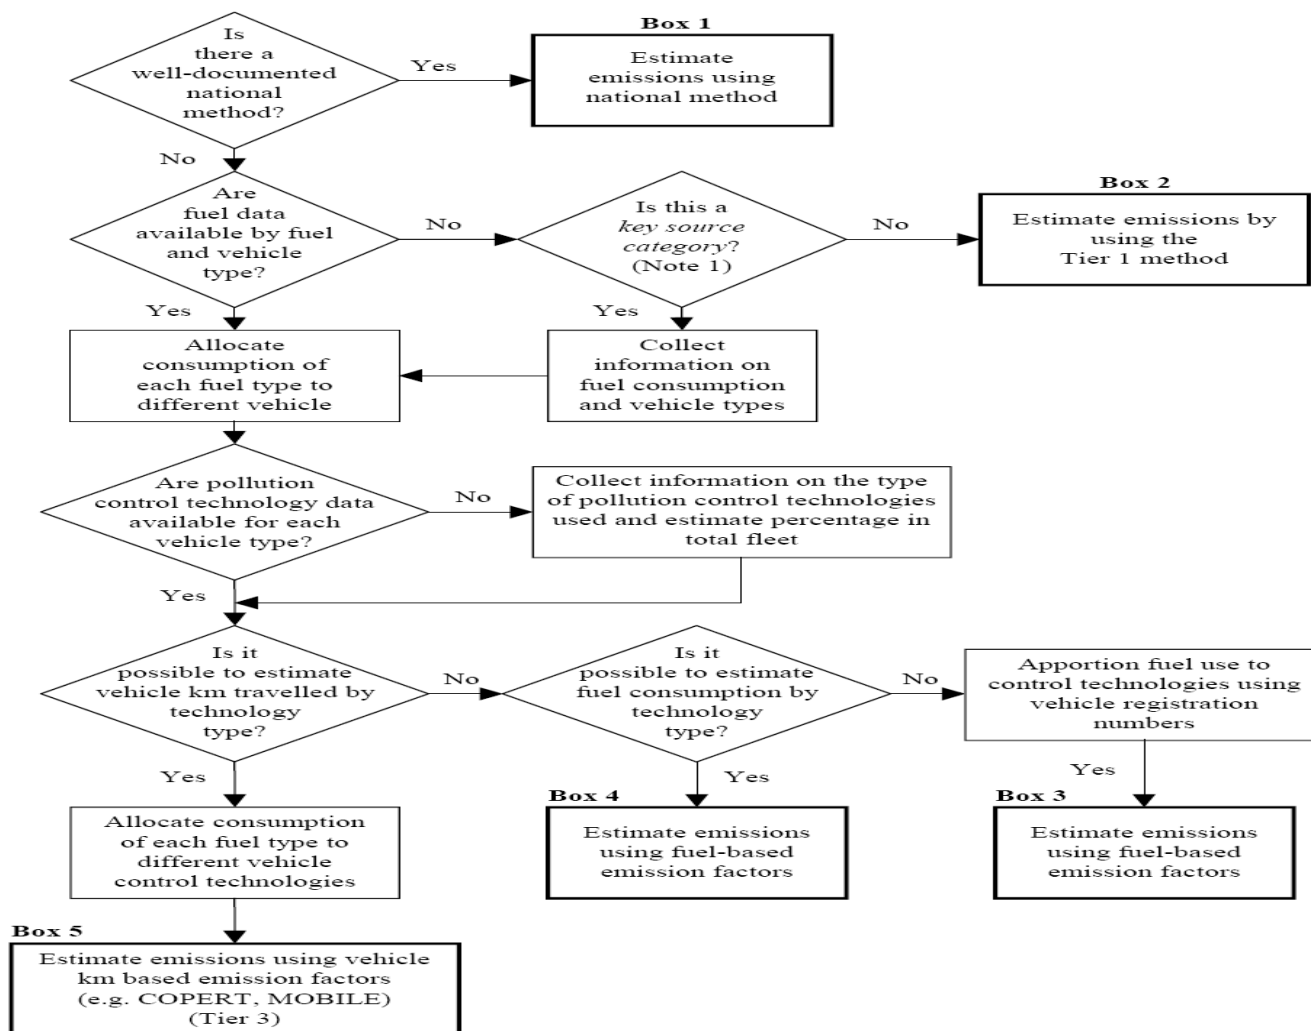 Is
there a
well-documented
national
method?
Yes
Box 1
Estimate
emissions using
national method
No
Are
fuel data
available by fuel
and vehicle
type?
No
Is this a
key source
category?
(Note 1)
No
Box 2
Estimate emissions by
using the
Tier 1 method
Yes
Yes
Allocate
consumption of
each fuel type to
different vehicle
Collect
information on
fuel consumption
and vehicle types
Are pollution
control technology data
available for each
vehicle type?
No
Collect information on the type
of pollution control technologies
used and estimate percentage in
total fleet
Yes
Is it
possible to estimate
vehicle km travelled by
technology
type?
No
Is it
possible to estimate
fuel consumption by
technology
type?
No
Apportion fuel use to
control technologies using
vehicle registration
numbers
Yes
Yes
Yes
Allocate consumption
of each fuel type to
different vehicle
control technologies
Box 4
Estimate emissions
using fuel-based
emission factors
Box 3
Estimate emissions
using fuel-based
emission factors
Box 5
Estimate emissions using vehicle
km based emission factors
(e.g. COPERT, MOBILE)
(Tier 3)